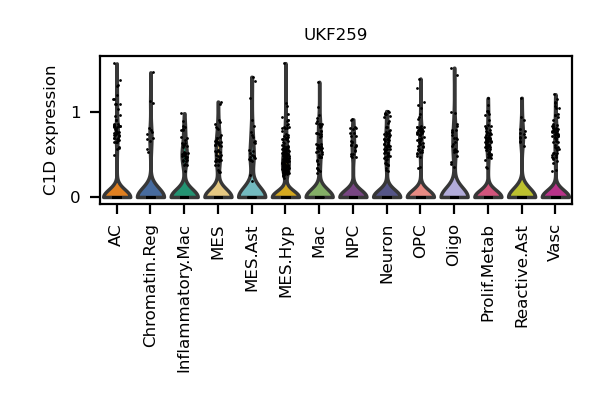 UKF259
C1D expression
1
0
AC
Chromatin.Reg
Inflammatory.Mac
MES
MES.Ast
MES.Hyp
Mac
NPC
Neuron
OPC
Oligo
Prolif.Metab
Reactive.Ast
Vasc